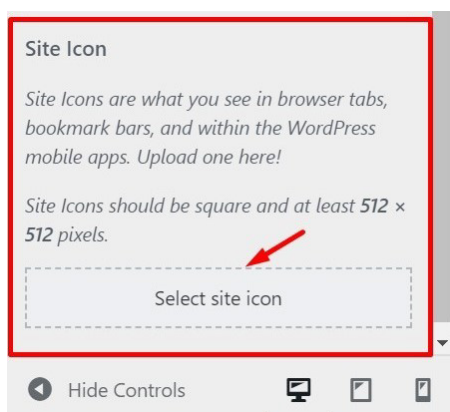 Site Icon
Site Icons are what you see in browser tabs,
bookmark bars, and within the WordPress
mobile apps. Upload one here!
Site Icons should be square and at least 512 ×
512 pixels.
Select site icon
Hide Controls